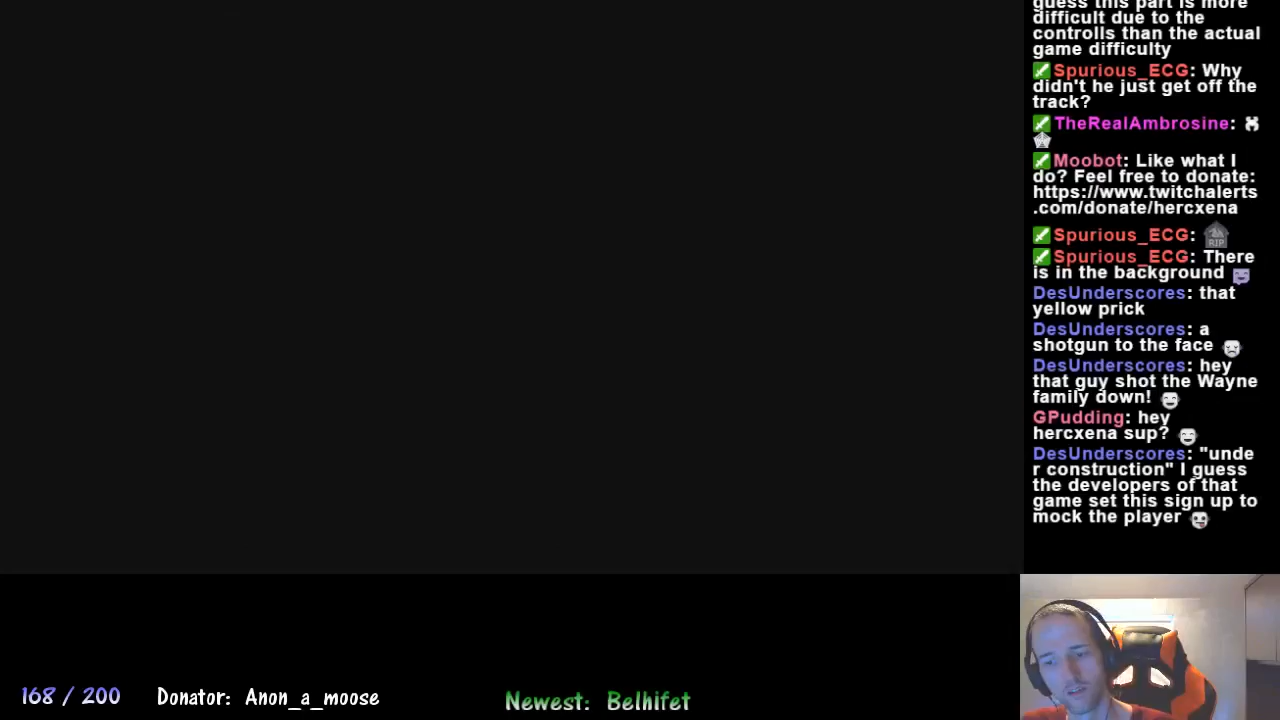 guess this part is more
difficult due to the
controlls than the actual
game difficulty
Spurious_ECG: Why
didn't he just get off the
track?
TheRealAmbrosine:
Moobot: Like what I
do? Feel free to donate:
https://www.twitchalerts
.com/donate/hercxena
Spurious_ECG: RIP
Spurious_ECG: There
is in the background
DesUnderscores: that
yellow prick
DesUnderscores: a
shotgun to the face
DesUnderscores: hey
that guy shot the Wayne
family down!
GPudding: hey
hercxena sup?
DesUnderscores: "unde
r construction" I guess
the developers of that
game set this sign up to
mock the player
168 / 200 Donator: Anon_a_moose Newest: Belhifet